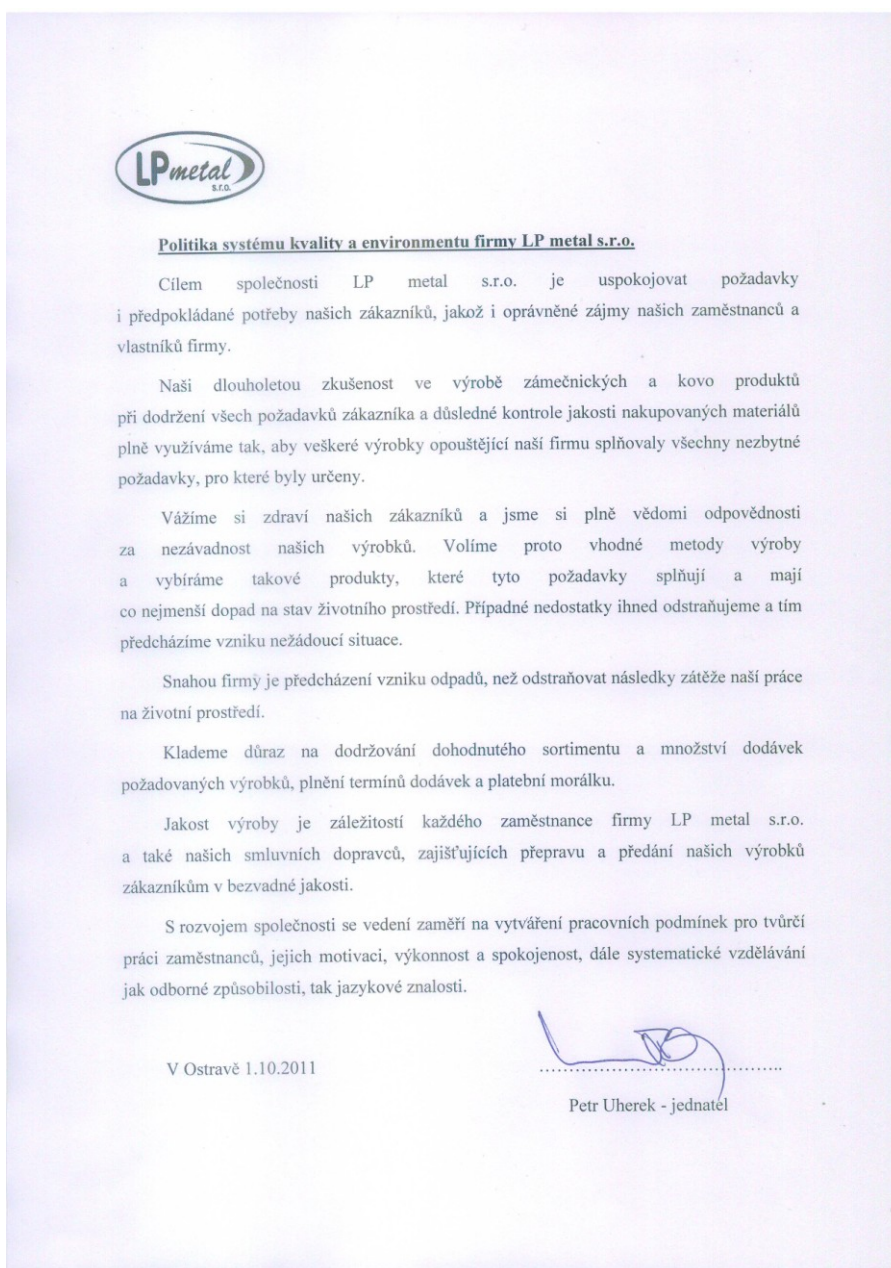 LPmetal
s.r.o.
Politika systému kvality a environmentu firmy LP metal s.r.o.
Cílem společnosti LP metal s.r.o. je uspokojovat požadavky
i předpokládané potřeby našich zákazníků, jakož i oprávněné zájmy našich zaměstnanců a
vlastníků firmy.
Naši dlouholetou zkušenost ve výrobě zámečnických a kovo produktů
při dodržení všech požadavků zákazníka a důsledné kontrole jakosti nakupovaných materiálů
plně využíváme tak, aby veškeré výrobky opouštějící naší firmu splňovaly všechny nezbytné
požadavky, pro které byly určeny.
Vážíme si zdraví našich zákazníků a jsme si plně vědomi odpovědnosti
za nezávadnost našich výrobků. Volíme proto vhodné metody výroby
a vybíráme takové produkty, které tyto požadavky splňují a mají
co nejmenší dopad na stav životního prostředí. Případné nedostatky ihned odstraňujeme a tím
předcházíme vzniku nežádoucí situace.
Snahou firmy je předcházení vzniku odpadů, než odstraňovat následky zátěže naší práce
na životní prostředí.
Klademe důraz na dodržování dohodnutého sortimentu a množství dodávek
požadovaných výrobků, plnění termínů dodávek a platební morálku.
Jakost výroby je záležitostí každého zaměstnance firmy LP metal s.r.o.
a také našich smluvních dopravců, zajišťujících přepravu a předání našich výrobků
zákazníkům v bezvadné jakosti.
S rozvojem společnosti se vedení zaměří na vytváření pracovních podmínek pro tvůrčí
práci zaměstnanců, jejich motivaci, výkonnost a spokojenost, dále systematické vzdělávání
jak odborné způsobilosti, tak jazykové znalosti.
V Ostravě 1.10.2011
Petr Uherek - jednatel